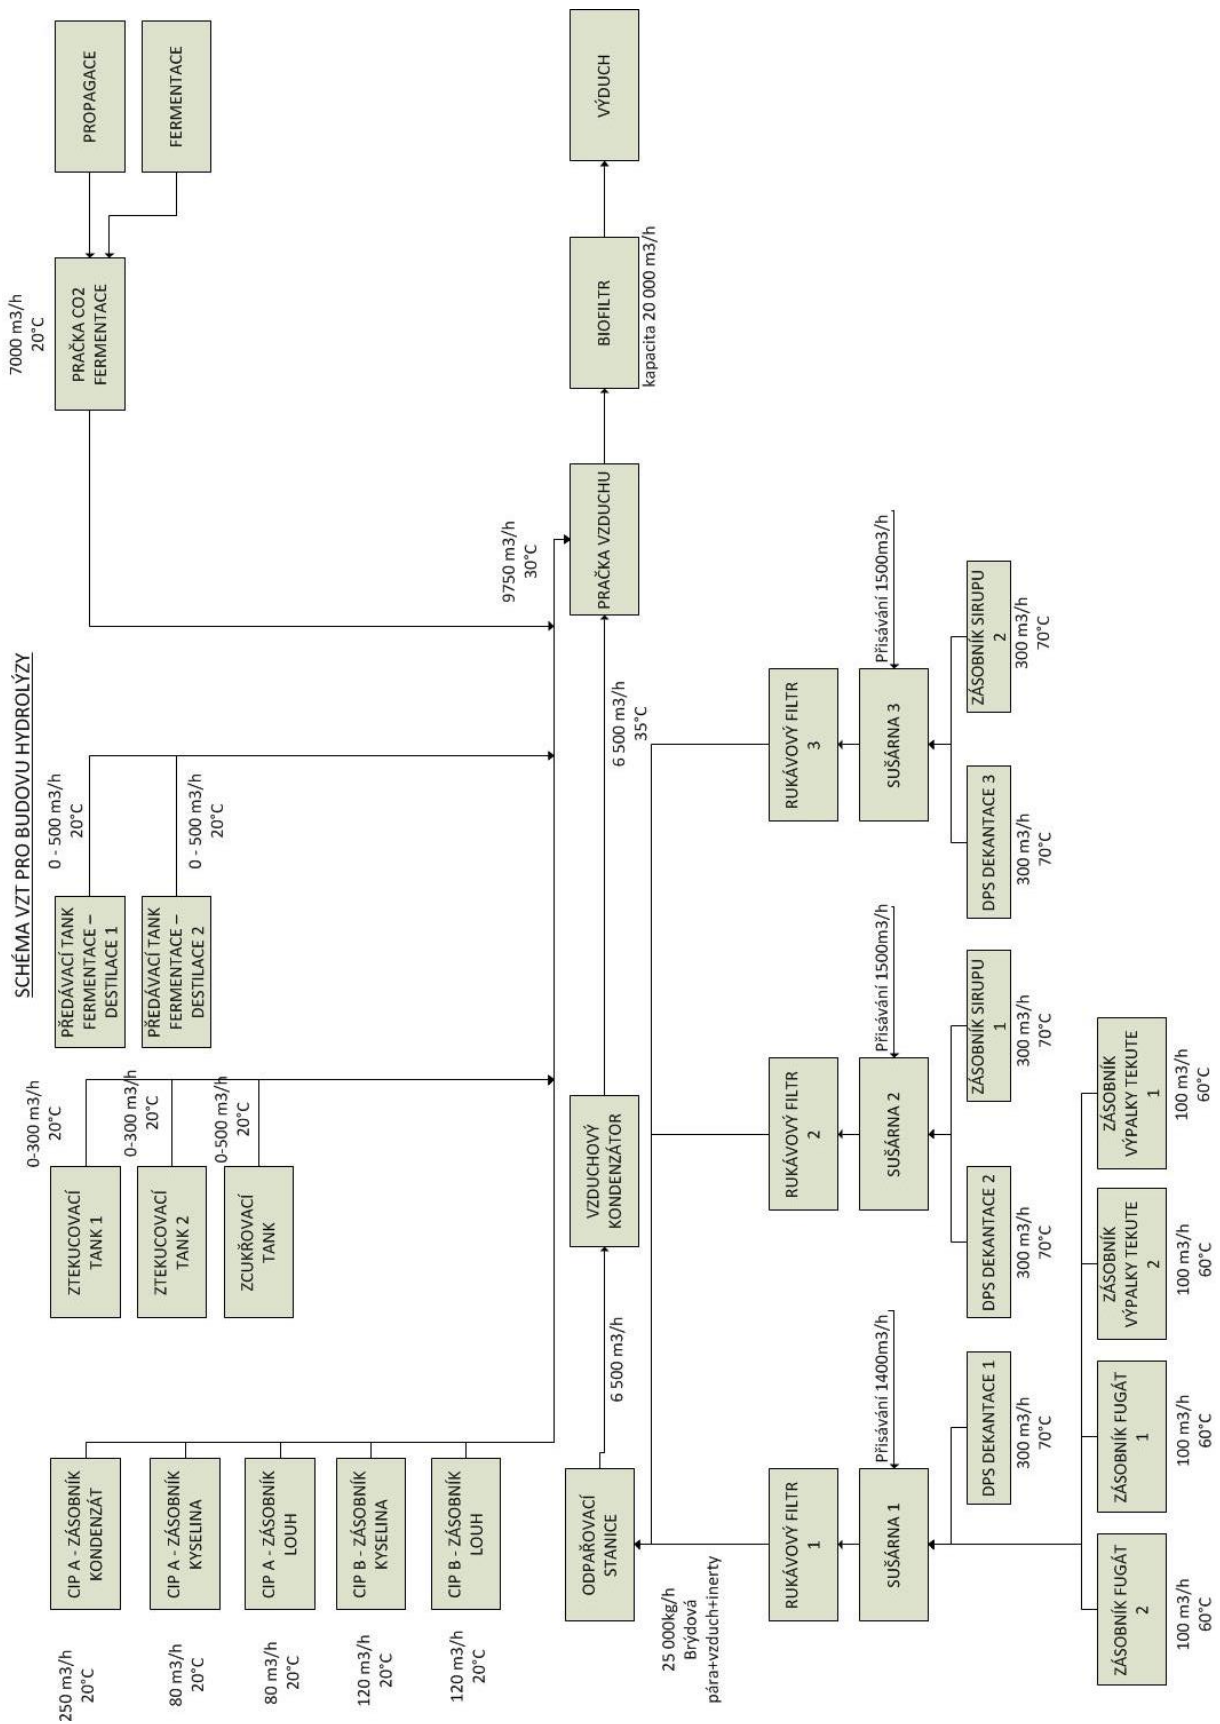 SCHÉMA VZT PRO BUDOVU HYDROLÝZY
250 m3/h
20°C
CIP A - ZÁSOBNÍK
KONDENZÁT
80 m3/h
20°C
CIP A - ZÁSOBNÍK
KYSELINA
80 m3/h
20°C
CIP A - ZÁSOBNÍK
LOUH
120 m3/h
20°C
CIP B - ZÁSOBNÍK
KYSELINA
120 m3/h
20°C
CIP B - ZÁSOBNÍK
LOUH
ZTEKUCOVACÍ
TANK 1
0-300 m3/h
20°C
ZTEKUCOVACÍ
TANK 2
0-300 m3/h
20°C
ZCUKŘOVACÍ
TANK
0-500 m3/h
20°C
PŘEDÁVACÍ TANK
FERMENTACE –
DESTILACE 1
0 - 500 m3/h
20°C
PŘEDÁVACÍ TANK
FERMENTACE –
DESTILACE 2
0 - 500 m3/h
20°C
7000 m3/h
20°C
PRAČKA CO2
FERMENTACE
PROPAGACE
FERMENTACE
9750 m3/h
30°C
ODPAŘOVACÍ
STANICE
6 500 m3/h
VZDUCHOVÝ
KONDENZÁTOR
6 500 m3/h
35°C
PRAČKA VZDUCHU
BIOFILTR
kapacita 20 000 m3/h
VÝDUCH
25 000kg/h
Brýdová
pára+vzduch+inerty
RUKÁVOVÝ FILTR
1
RUKÁVOVÝ FILTR
2
RUKÁVOVÝ FILTR
3
SUŠÁRNA 1
Přisávání 1400m3/h
SUŠÁRNA 2
Přisávání 1500m3/h
SUŠÁRNA 3
Přisávání 1500m3/h
DPS DEKANTACE 1
300 m3/h
70°C
DPS DEKANTACE 2
300 m3/h
70°C
ZÁSOBNÍK SIRUPU
1
300 m3/h
70°C
DPS DEKANTACE 3
300 m3/h
70°C
ZÁSOBNÍK SIRUPU
2
300 m3/h
70°C
ZÁSOBNÍK FUGÁT
2
100 m3/h
60°C
ZÁSOBNÍK FUGÁT
1
100 m3/h
60°C
ZÁSOBNÍK
VÝPALKY TEKUTE
2
100 m3/h
60°C
ZÁSOBNÍK
VÝPALKY TEKUTE
1
100 m3/h
60°C